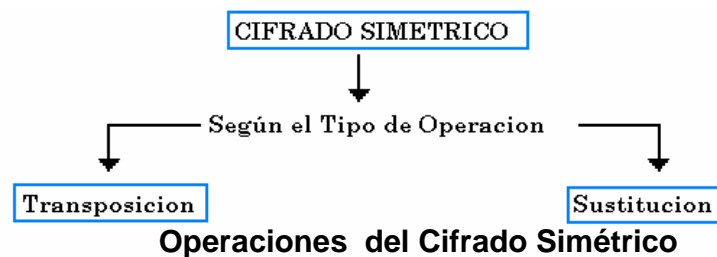 CIFRADO SIMETRICO
Según el Tipo de Operacion
Transposicion
Sustitucion
Operaciones del Cifrado Simétrico